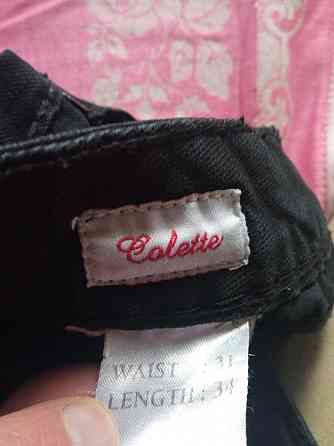 Colette
WAIST : 31
LENGTH : 34